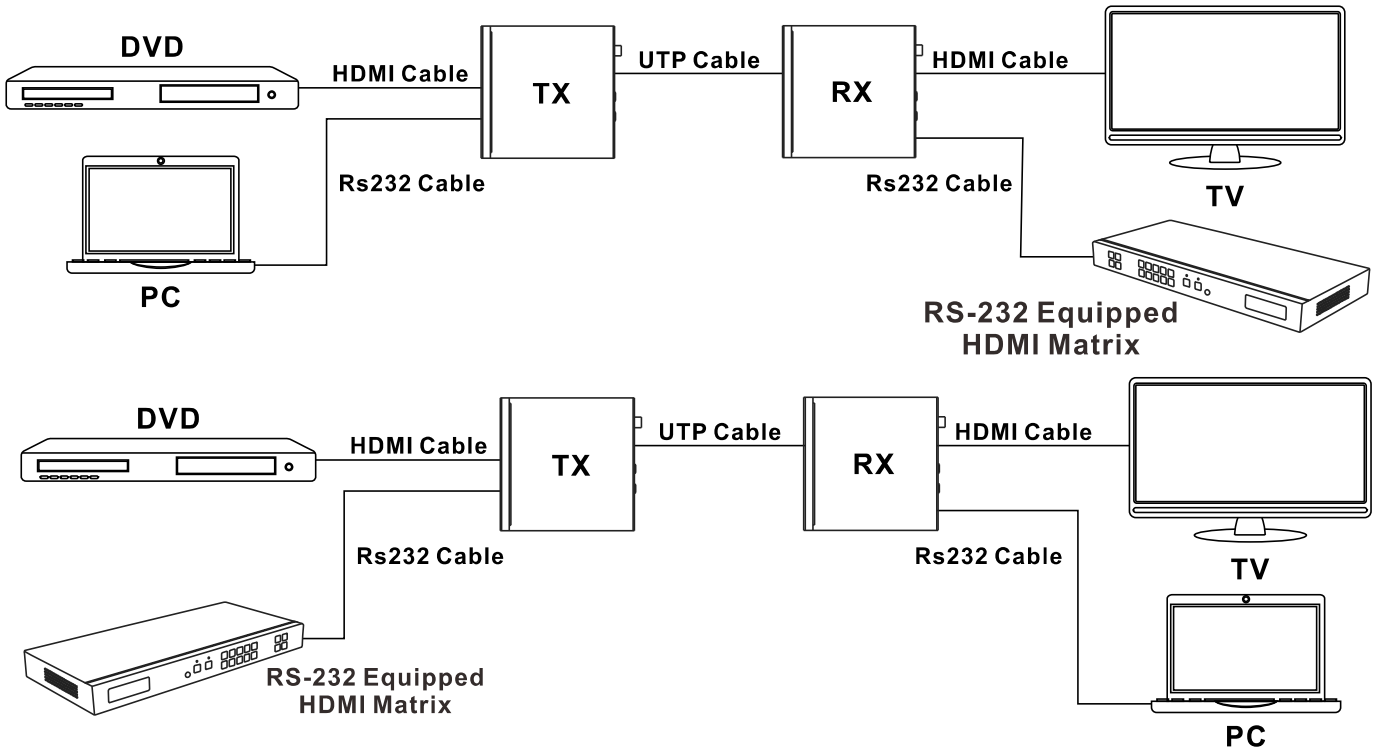 DVD
HDMI Cable
TX
UTP Cable
RX
HDMI Cable
TV
Rs232 Cable
PC
Rs232 Cable
RS-232 Equipped
HDMI Matrix
DVD
HDMI Cable
TX
UTP Cable
RX
HDMI Cable
TV
Rs232 Cable
RS-232 Equipped
HDMI Matrix
Rs232 Cable
PC